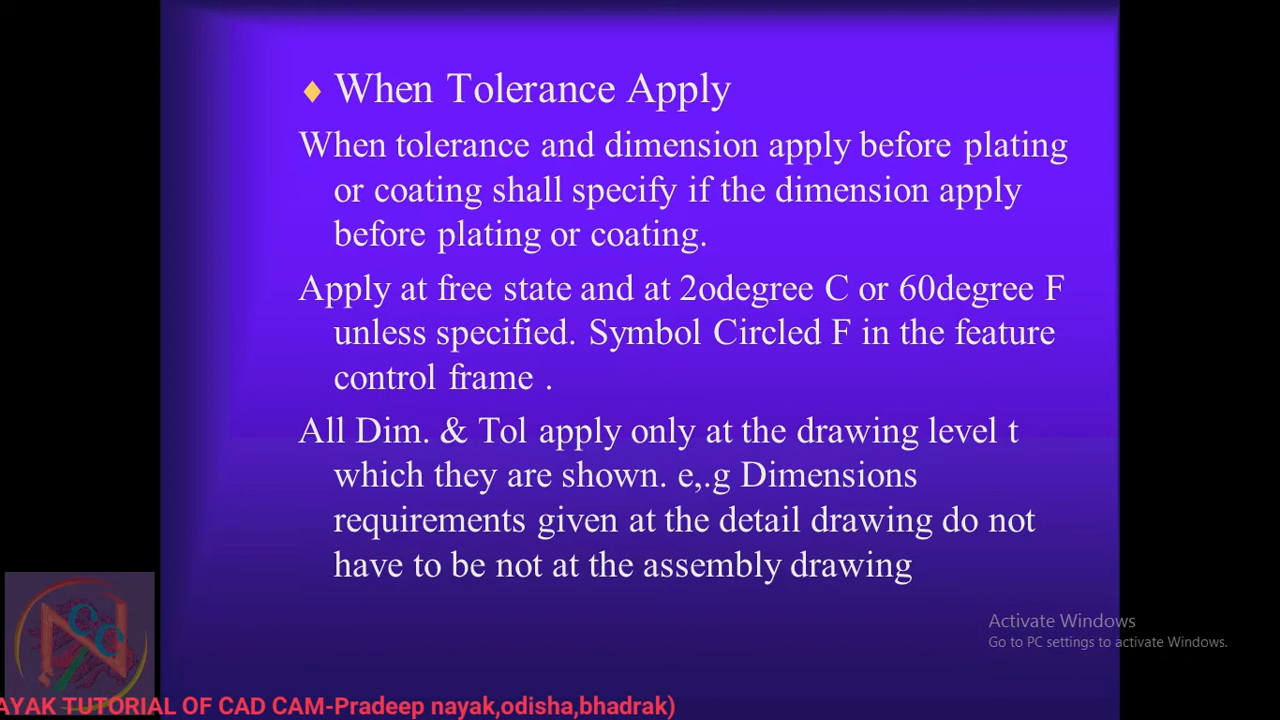 When Tolerance Apply
When tolerance and dimension apply before plating
or coating shall specify if the dimension apply
before plating or coating.
Apply at free state and at 2odegree C or 60degree F
unless specified. Symbol Circled F in the feature
control frame .
All Dim. & Tol apply only at the drawing level t
which they are shown. e,.g Dimensions
requirements given at the detail drawing do not
have to be not at the assembly drawing
Activate Windows
Go to PC settings to activate Windows.
N C C
AYAK TUTORIAL OF CAD CAM-Pradeep nayak,odisha,bhadrak)